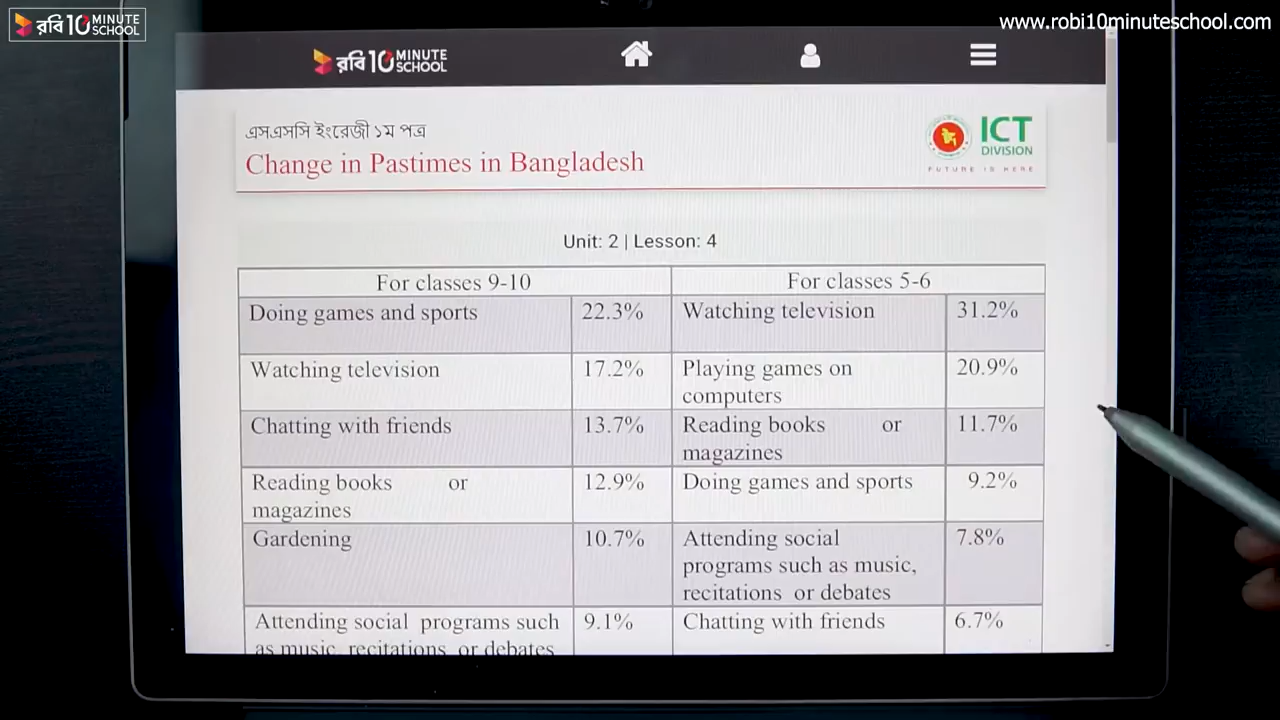 রবি 10 MINUTE SCHOOL
www.robi10minuteschool.com
রবি 10 MINUTE SCHOOL
এসএসসি ইংরেজী ১ম পত্র
Change in Pastimes in Bangladesh
ICT
DIVISION
FUTURE IS HERE
Unit: 2 | Lesson: 4
For classes 9-10 For classes 5-6
Doing games and sports 22.3% Watching television 31.2%
Watching television 17.2% Playing games on
computers 20.9%
Chatting with friends 13.7% Reading books or
magazines 11.7%
Reading books or
magazines 12.9% Doing games and sports 9.2%
Gardening 10.7% Attending social
programs such as music,
recitations or debates 7.8%
Attending social programs such
as music, recitations or debates 9.1% Chatting with friends 6.7%